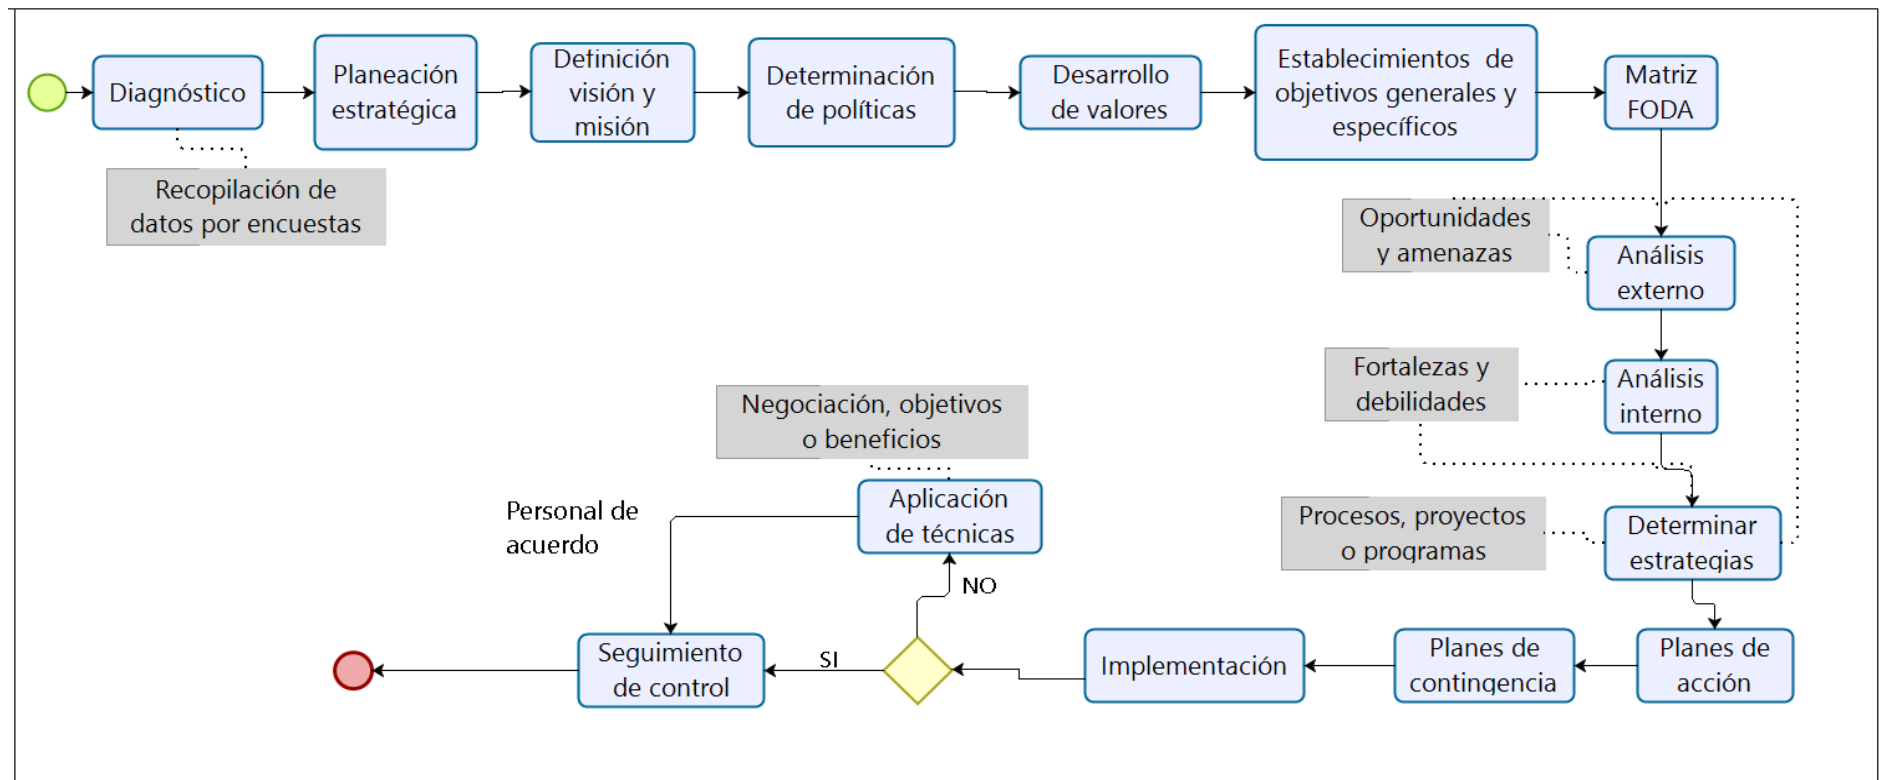 Diagnóstico
Planeación
estratégica
Definición
visión y
misión
Determinación
de políticas
Desarrollo
de valores
Establecimientos de
objetivos generales y
específicos
Matriz
FODA
Recopilación de
datos por encuestas
Oportunidades
y amenazas
Análisis
externo
Fortalezas y
debilidades
Análisis
interno
Negociación, objetivos
o beneficios
Personal de
acuerdo
Aplicación
de técnicas
Procesos, proyectos
o programas
Determinar
estrategias
NO
Seguimiento
de control
SI
Implementación
Planes de
contingencia
Planes de
acción